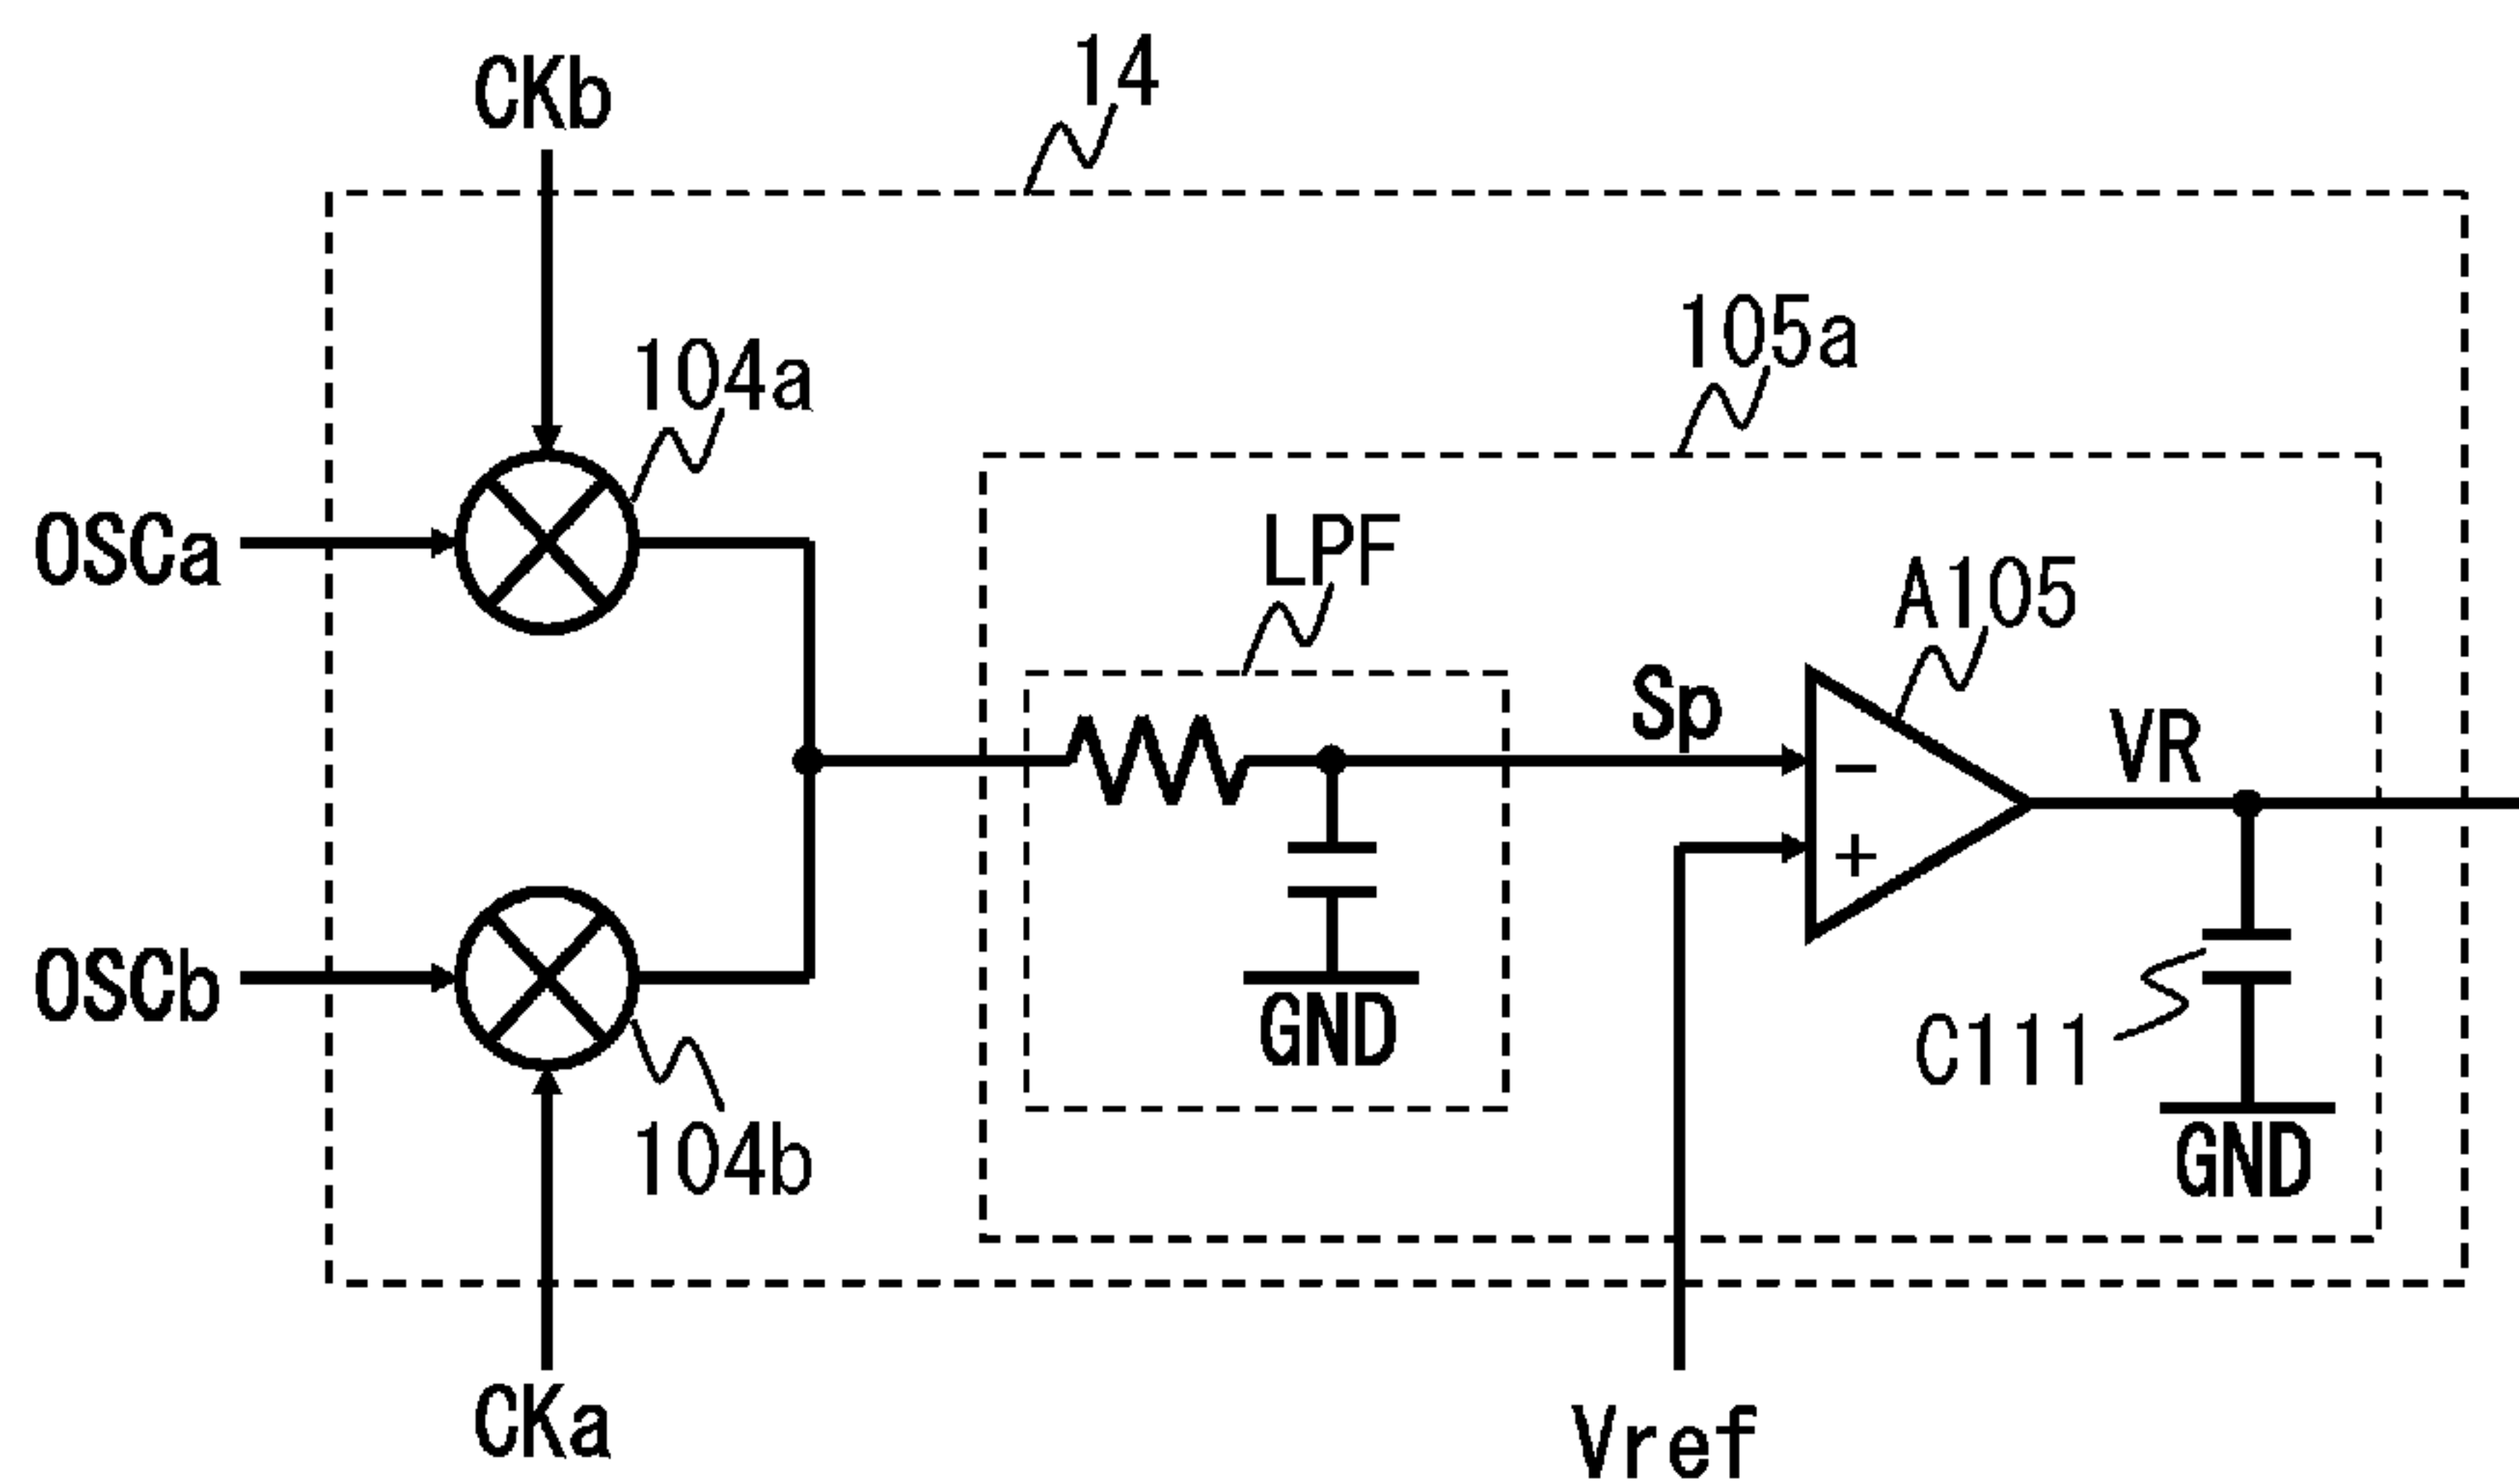 14
CKb
105a
104a
LPF
OSCa
A105
Sp
VR
−
+
OSCb
GND
C111
104b
GND
CKa
Vref